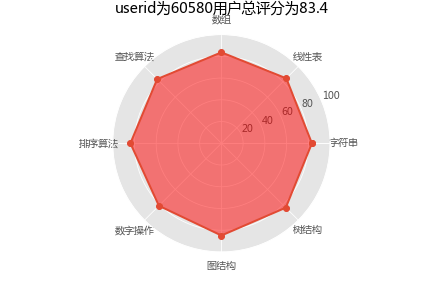 userid为60580用户总评分为83.4
数组
查找算法
线性表
100
80
60
40
20
排序算法
字符串
数字操作
树结构
图结构